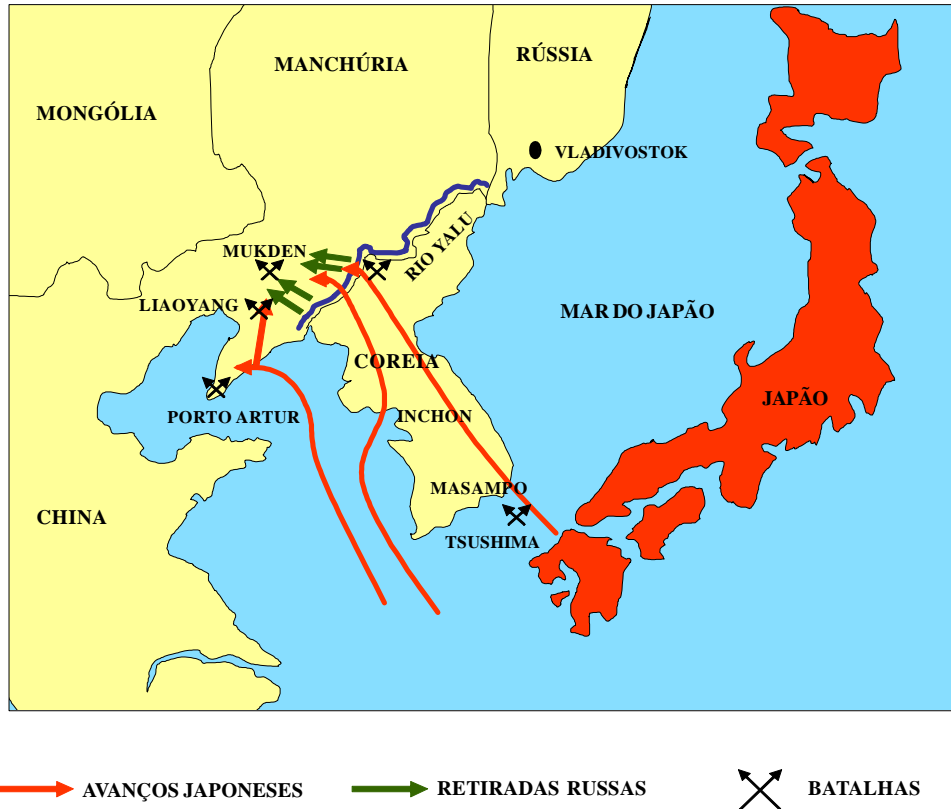 RÚSSIA
MANCHÚRIA
MONGÓLIA
VLADIVOSTOK
RIO YALU
MUKDEN
LIAOYANG
MAR DO JAPÃO
COREIA
JAPÃO
PORTO ARTUR
INCHON
MASAMPO
CHINA
TSUSHIMA
AVANÇOS JAPONESES
RETIRADAS RUSSAS
BATALHAS